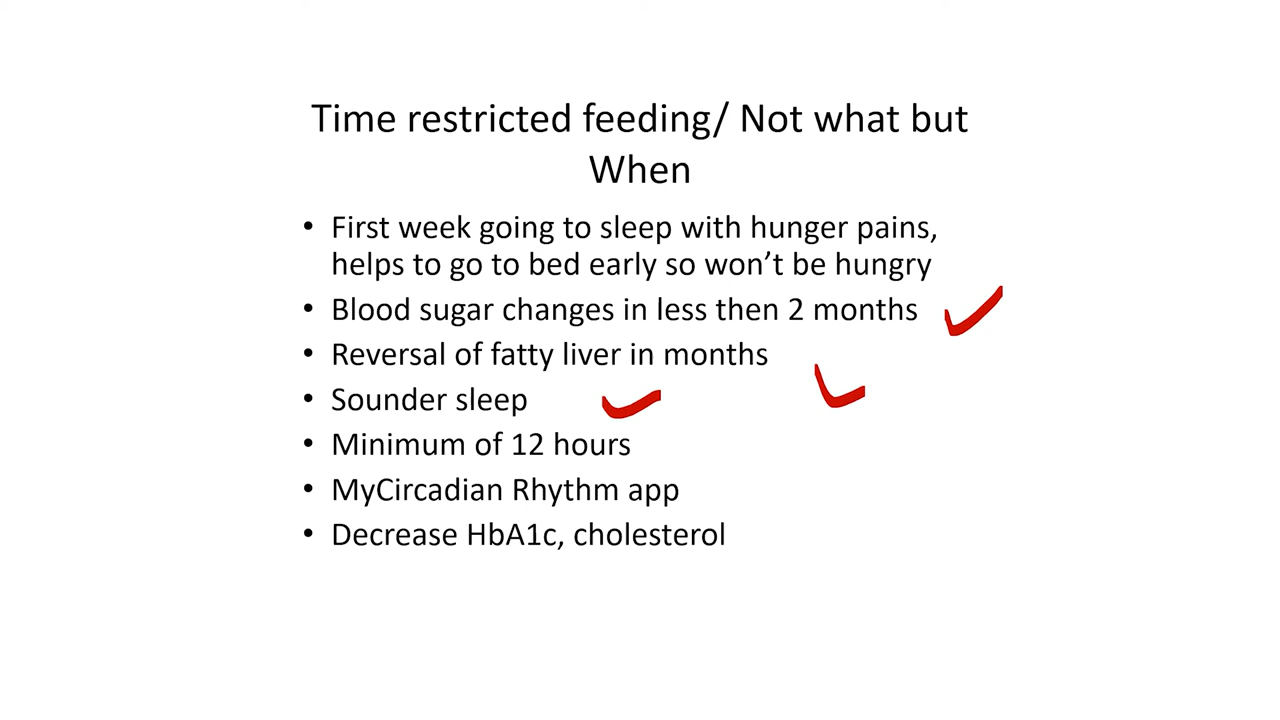 Time restricted feeding/ Not what but
When
• First week going to sleep with hunger pains,
helps to go to bed early so won’t be hungry
• Blood sugar changes in less then 2 months
• Reversal of fatty liver in months
• Sounder sleep
• Minimum of 12 hours
• MyCircadian Rhythm app
• Decrease HbA1c, cholesterol